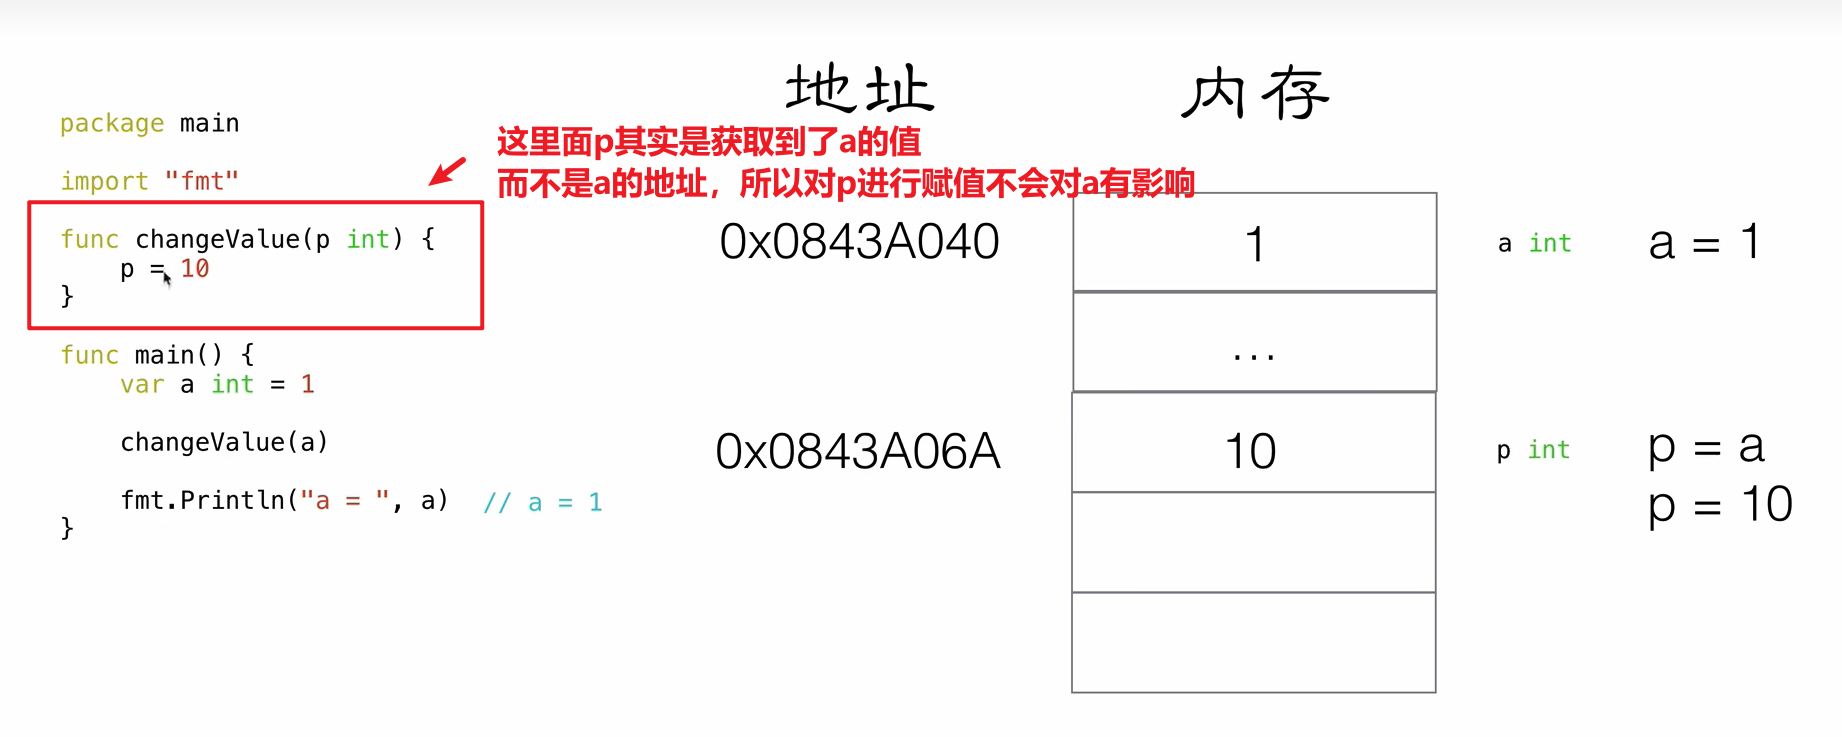 地址
内存
package main
import "fmt"
这里面p其实是获取到了a的值
而不是a的地址，所以对p进行赋值不会对a有影响
func changeValue(p int) {
    p = 10
}
func main() {
    var a int = 1
    changeValue(a)
    fmt.Println("a = ", a)  // a = 1
}
0x0843A040
1
a int
a = 1
...
0x0843A06A
10
p int
p = a
p = 10